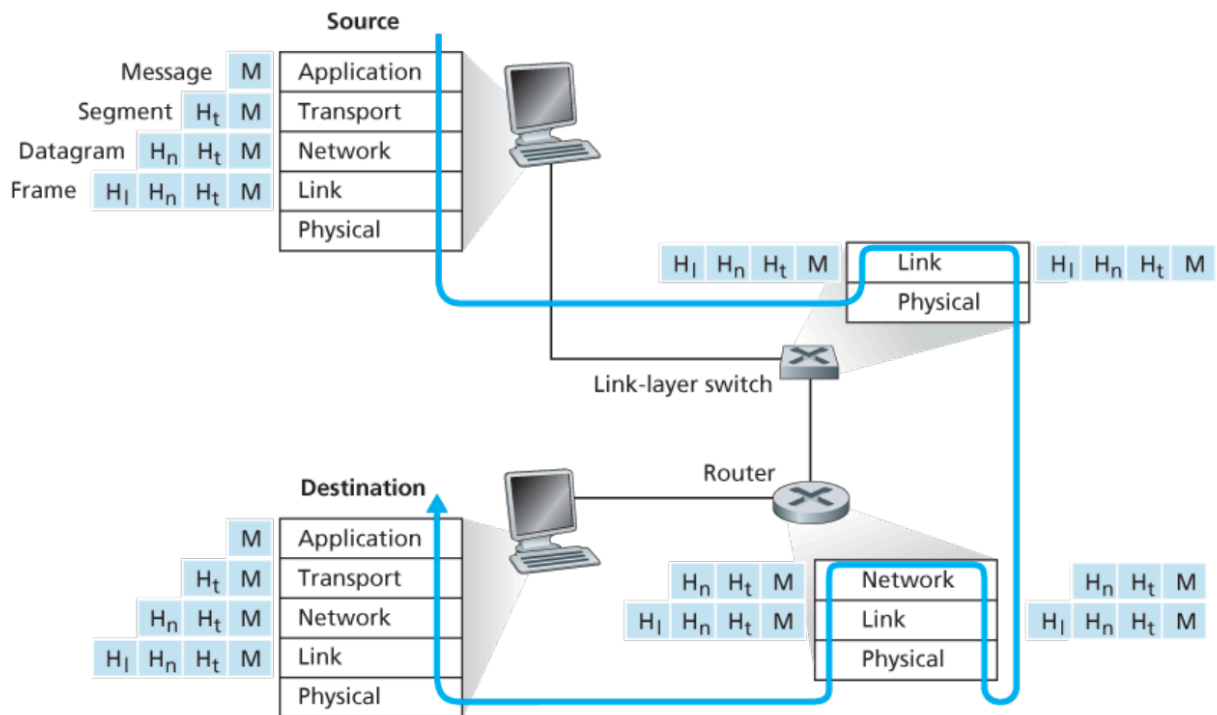 Source
Message M Application
Segment Ht M Transport
Datagram Hn Ht M Network
Frame Hl Hn Ht M Link
Physical
Hl Hn Ht M Link Hl Hn Ht M
Physical
Link-layer switch
Router
Destination
M Application
Ht M Transport
Hn Ht M Network
Hl Hn Ht M Link
Physical
Hn Ht M Network Hn Ht M
Hl Hn Ht M Link Hl Hn Ht M
Physical